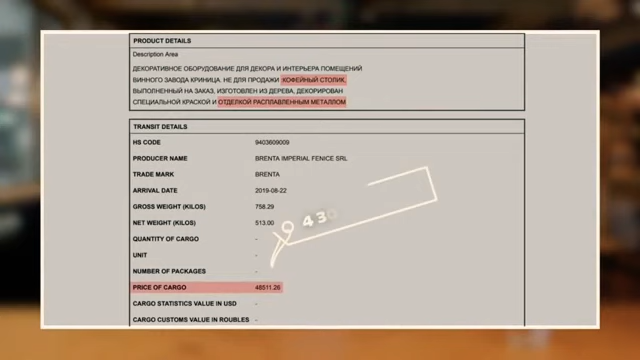 PRODUCT DETAILS
Description Area
ДЕКОРАТИВНОЕ ОБОРУДОВАНИЕ ДЛЯ ДЕКОРА И ИНТЕРЬЕРА ПОМЕЩЕНИЙ
ВИННОГО ЗАВОДА КРИНИЦА. НЕ ДЛЯ ПРОДАЖИ :КОФЕЙНЫЙ СТОЛИК,
ВЫПОЛНЕННЫЙ НА ЗАКАЗ, ИЗГОТОВЛЕН ИЗ ДЕРЕВА, ДЕКОРИРОВАН
СПЕЦИАЛЬНОЙ КРАСКОЙ И ОТДЕЛКОЙ РАСПЛАВЛЕННЫМ МЕТАЛЛОМ
TRANSIT DETAILS
HS CODE 9403609009
PRODUCER NAME BRENTA IMPERIAL FENICE SRL
TRADE MARK BRENTA
ARRIVAL DATE 2019-08-22
GROSS WEIGHT (KILOS) 758.29
NET WEIGHT (KILOS) 513.00
QUANTITY OF CARGO -
UNIT -
NUMBER OF PACKAGES -
PRICE OF CARGO 48511.26
CARGO STATISTICS VALUE IN USD -
CARGO CUSTOMS VALUE IN ROUBLES -